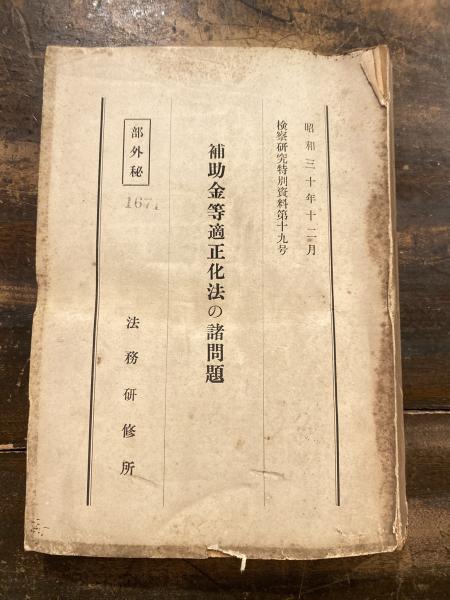 昭和三十年十二月
検察研究特別資料第十九号
補助金等適正化法の諸問題
部外秘
1671
法務研修所